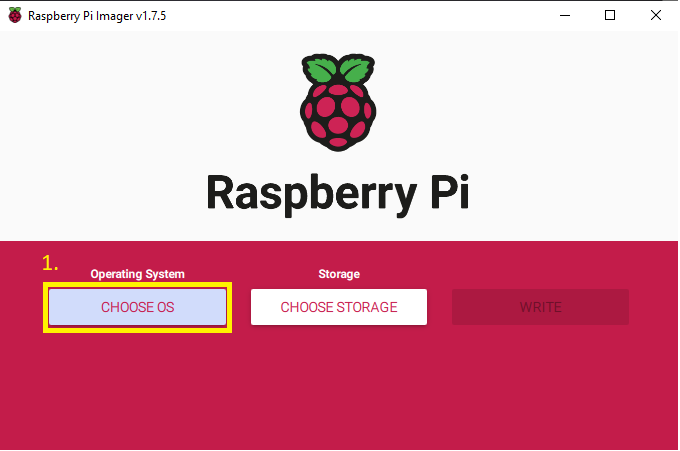 Raspberry Pi Imager v1.7.5
Raspberry Pi
1.
Operating System
Storage
CHOOSE OS
CHOOSE STORAGE
WRITE